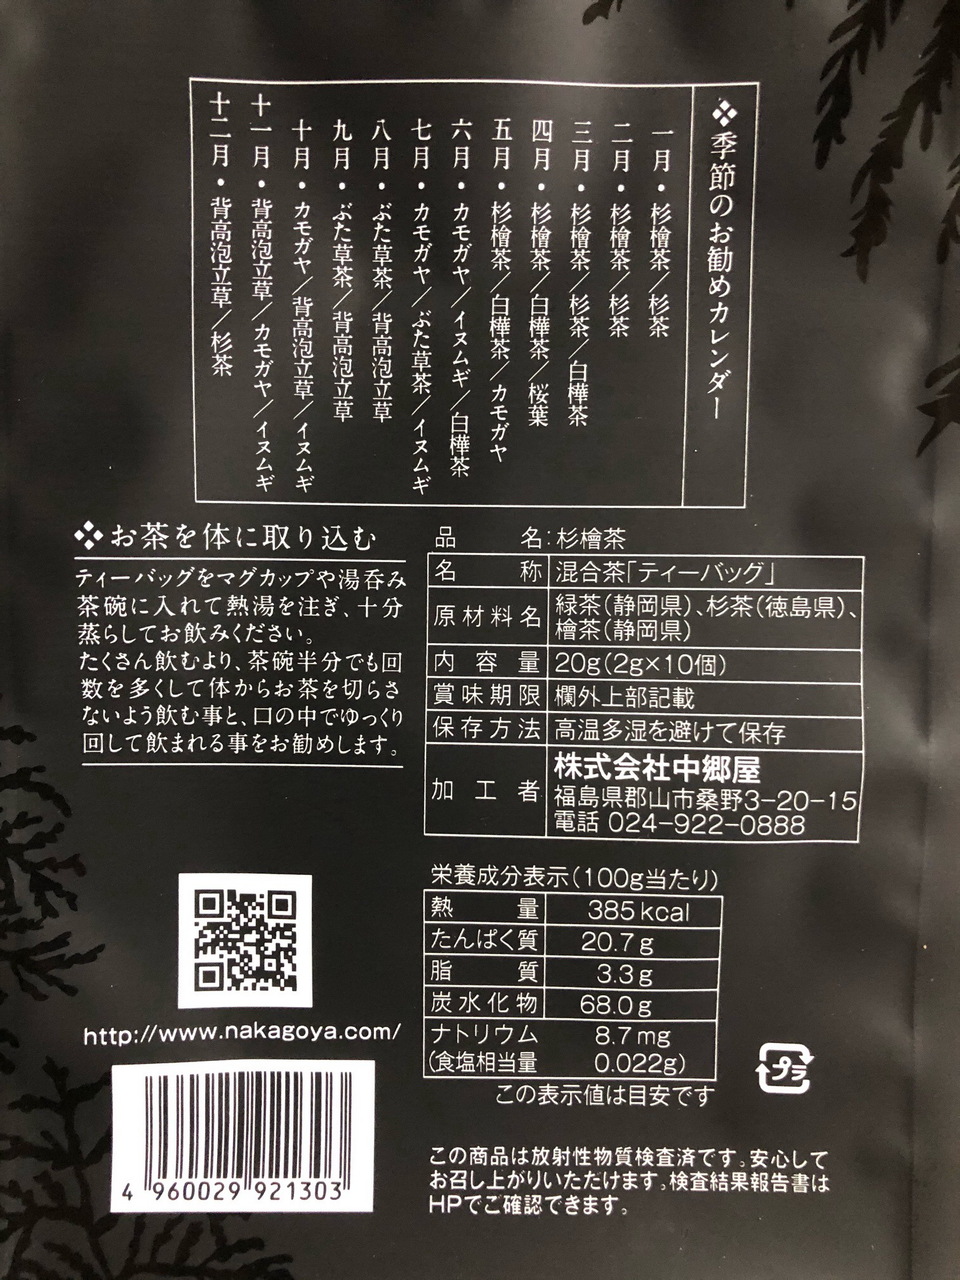 ❖季節のお勧めカレンダー
一月・杉檜茶／杉茶
二月・杉檜茶／杉茶
三月・杉檜茶／杉茶／白樺茶
四月・杉檜茶／白樺茶／桜葉
五月・杉檜茶／白樺茶／カモガヤ
六月・カモガヤ／イヌムギ／白樺茶
七月・カモガヤ／ぶた草茶／イヌムギ
八月・ぶた草茶／背高泡立草
九月・ぶた草茶／背高泡立草
十月・カモガヤ／背高泡立草／イヌムギ
十一月・背高泡立草／カモガヤ／イヌムギ
十二月・背高泡立草／杉茶
❖お茶を体に取り込む
ティーバッグをマグカップや湯呑み
茶碗に入れて熱湯を注ぎ、十分
蒸らしてお飲みください。
たくさん飲むより、茶碗半分でも回
数を多くして体からお茶を切らさ
ないよう飲む事と、口の中でゆっくり
回して飲まれる事をお勧めします。
品名:杉檜茶
名称 混合茶「ティーバッグ」
原材料名 緑茶(静岡県)、杉茶(徳島県)、
檜茶(静岡県)
内容量 20g(2g×10個)
賞味期限 欄外上部記載
保存方法 高温多湿を避けて保存
加工者 株式会社中郷屋
福島県郡山市桑野3-20-15
電話 024-922-0888
栄養成分表示(100g当たり)
熱量 385kcal
たんぱく質 20.7g
脂質 3.3g
炭水化物 68.0g
ナトリウム 8.7mg
(食塩相当量 0.022g)
この表示値は目安です
http://www.nakagoya.com/
プラ
4 960029 921303
この商品は放射性物質検査済です。安心して
お召し上がりいただけます。検査結果報告書は
HPでご確認できます。